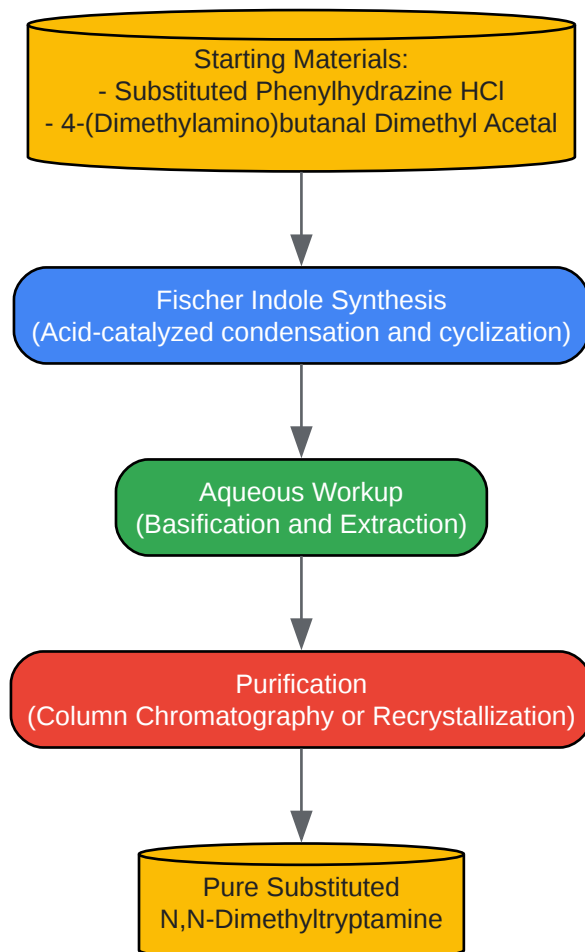 Starting Materials:
- Substituted Phenylhydrazine HCl
- 4-(Dimethylamino)butanal Dimethyl Acetal
Fischer Indole Synthesis
(Acid-catalyzed condensation and cyclization)
Aqueous Workup
(Basification and Extraction)
Purification
(Column Chromatography or Recrystallization)
Pure Substituted
N,N-Dimethyltryptamine